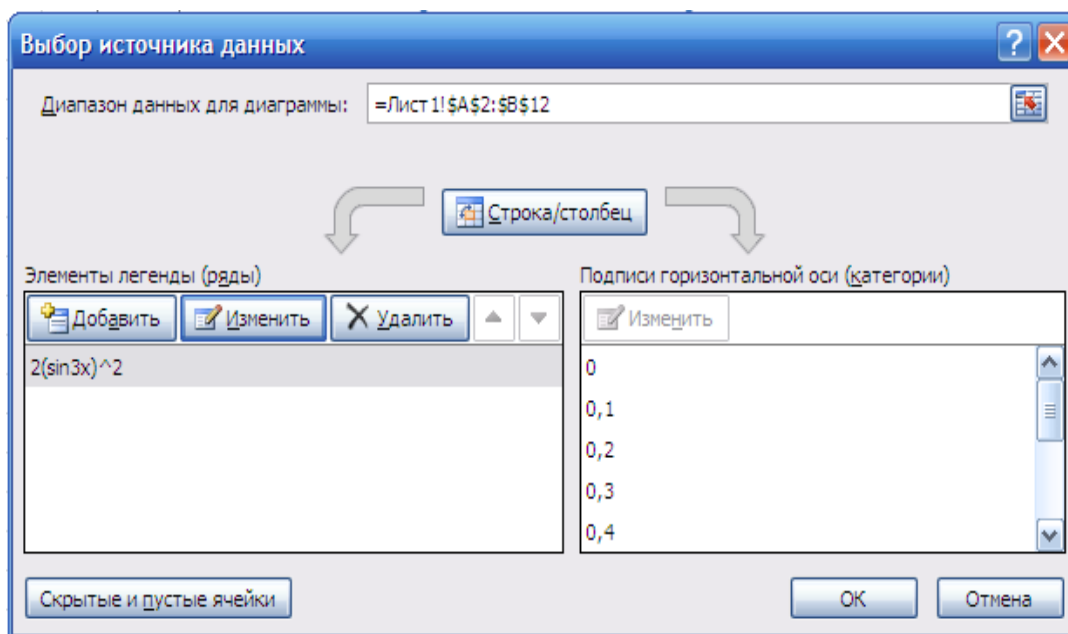 Выбор источника данных
Диапазон данных для диаграммы: =Лист1!$A$2:$B$12
Строка/столбец
Элементы легенды (ряды)
Подписи горизонтальной оси (категории)
Добавить Изменить Удалить
Изменить
2(sin3x)^2
0
0,1
0,2
0,3
0,4
Скрытые и пустые ячейки
ОК Отмена